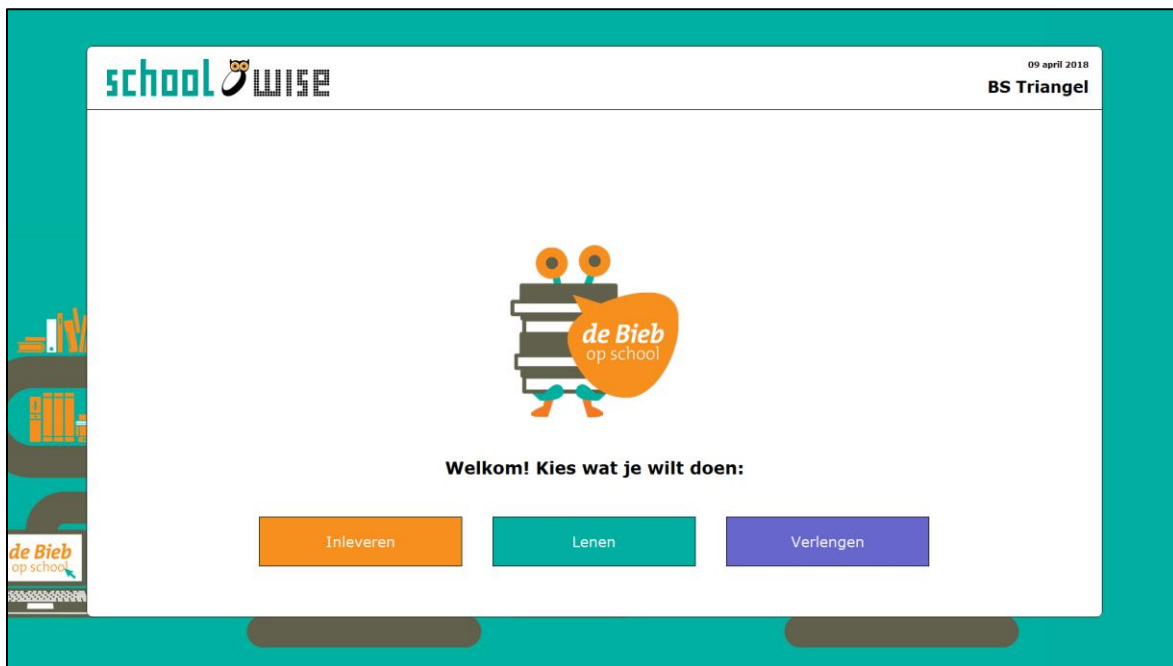 school wise
09 april 2018
BS Triangel
de Bieb
op school
Welkom! Kies wat je wilt doen:
Inleveren
Lenen
Verlengen
de Bieb
op school